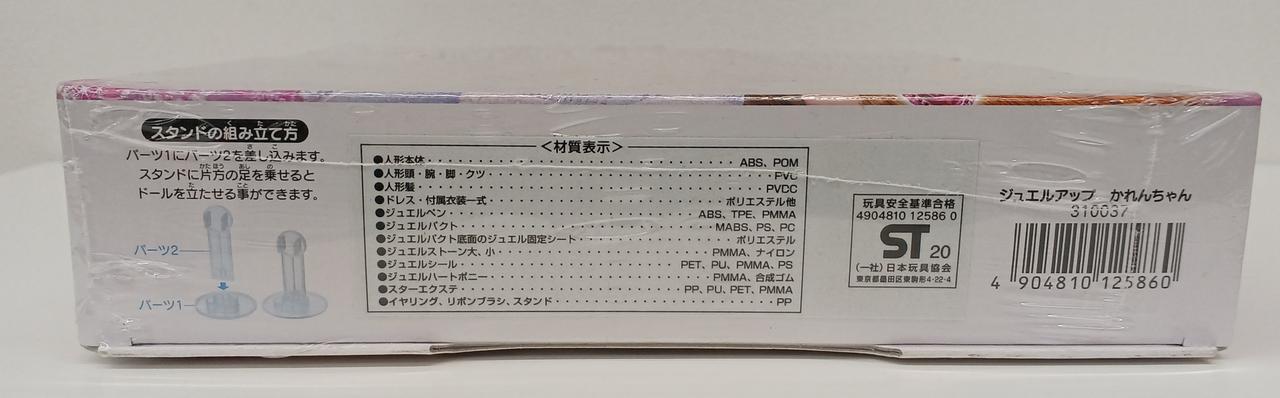 スタンドの組み立て方
パーツ1にパーツ2を差し込みます。
スタンドに片方の足を乗せると
ドールを立たせる事ができます。
パーツ2
パーツ1
<材質表示>
●人形本体 ABS、POM
●人形頭・腕・脚・クツ PVC
●人形髪 PVCC
●ドレス・付属衣装一式 ポリエステル他
●ジュエルペン ABS、TPE、PMMA
●ジュエルパクト MABS、PS、PC
●ジュエルパクト底面のジュエル固定シート ポリエステル
●ジュエルストーン大、小 PMMA、ナイロン
●ジュエルシール PET、PU、PMMA、PS
●ジュエルハートポニー PMMA、合成ゴム
●スターエクステ PP、PU、PET、PMMA
●イヤリング、リボンブラシ、スタンド PP
玩具安全基準合格
4904810 12586 0
ST 20
(一社)日本玩具協会
東京都墨田区東駒形4-22-4
ジュエルアップ かれんちゃん
310037
4 904810 125860